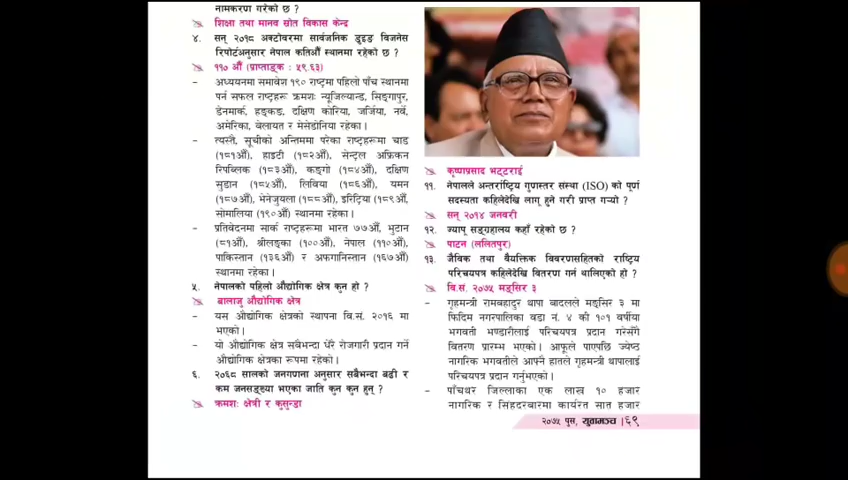 नामकरण गरेको छ ?
शिक्षा तथा मानव स्रोत विकास केन्द्र
४. सन् २०१८ अक्टोवरमा सार्वजनिक डुइङ विजनेस
रिपोर्टअनुसार नेपाल कतिऔँ स्थानमा रहेको छ ?
११० औँ (प्राप्ताङ्क : ५९.६३)
– अध्ययनमा समावेश १९० राष्ट्रमा पहिलो पाँच स्थानमा
पर्न सफल राष्ट्रहरू क्रमशः न्यूजिल्यान्ड, सिङ्गापुर,
डेनमार्क, हङ्कङ, दक्षिण कोरिया, जर्जिया, नर्वे,
अमेरिका, बेलायत र मेसेडोनिया रहेका ।
– त्यस्तै, सूचीको अन्तिममा परेका राष्ट्रहरूमा चाड
(१८१औँ), हाइटी (१८२औँ), सेन्ट्रल अफ्रिकन
रिपब्लिक (१८३औँ), कङ्गो (१८४औँ), दक्षिण
सुडान (१८५औँ), लिविया (१८६औँ), यमन
(१८७औँ), भेनेजुयला (१८८औँ), इरिट्रिया (१८९औँ,
सोमालिया (१९०औँ) स्थानमा रहेका ।
– प्रतिवेदनमा सार्क राष्ट्रहरूमा भारत ७७औँ, भुटान
(८१औँ), श्रीलङ्का (१००औँ), नेपाल (११०औँ),
पाकिस्तान (१३६औँ) र अफगानिस्तान (१६७औँ)
स्थानमा रहेका ।
५. नेपालको पहिलो औद्योगिक क्षेत्र कुन हो ?
बालाजु औद्योगिक क्षेत्र
– यस औद्योगिक क्षेत्रको स्थापना वि.सं. २०१६ मा
भएको ।
– यो औद्योगिक क्षेत्र सबैभन्दा धेरै रोजगारी प्रदान गर्ने
औद्योगिक क्षेत्रका रूपमा रहेको ।
६. २०६८ सालको जनगणना अनुसार सबैभन्दा बढी र
कम जनसङ्ख्या भएका जाति कुन कुन हुन् ?
क्रमशः क्षेत्री र कुसुन्डा
कृष्णप्रसाद भट्टराई
११. नेपालले अन्तर्राष्ट्रिय गुणस्तर संस्था (ISO) को पूर्ण
सदस्यता कहिलेदेखि लागू हुने गरी प्राप्त गर्‍यो ?
सन् २०१४ जनवरी
१२. ज्यापू सङ्ग्रहालय कहाँ रहेको छ ?
पाटन (ललितपुर)
१३. जैविक तथा वैयक्तिक विवरणसहितको राष्ट्रिय
परिचयपत्र कहिलेदेखि वितरण गर्न थालिएको हो ?
वि.सं. २०७५ मङ्सिर ३
– गृहमन्त्री रामबहादुर थापा बादलले मङ्सिर ३ मा
फिदिम नगरपालिका वडा नं. ४ की १०१ वर्षीया
भगवती भण्डारीलाई परिचयपत्र प्रदान गरेसँगै
वितरण प्रारम्भ भएको । आफूले पाएपछि ज्येष्ठ
नागरिक भगवतीले आफ्नै हातले गृहमन्त्री थापालाई
परिचयपत्र प्रदान गर्नुभएको ।
– पाँचथर जिल्लाका एक लाख १० हजार
नागरिक र सिंहदरबारमा कार्यरत सात हजार
२०७५ पुस, युवामञ्च ।६९